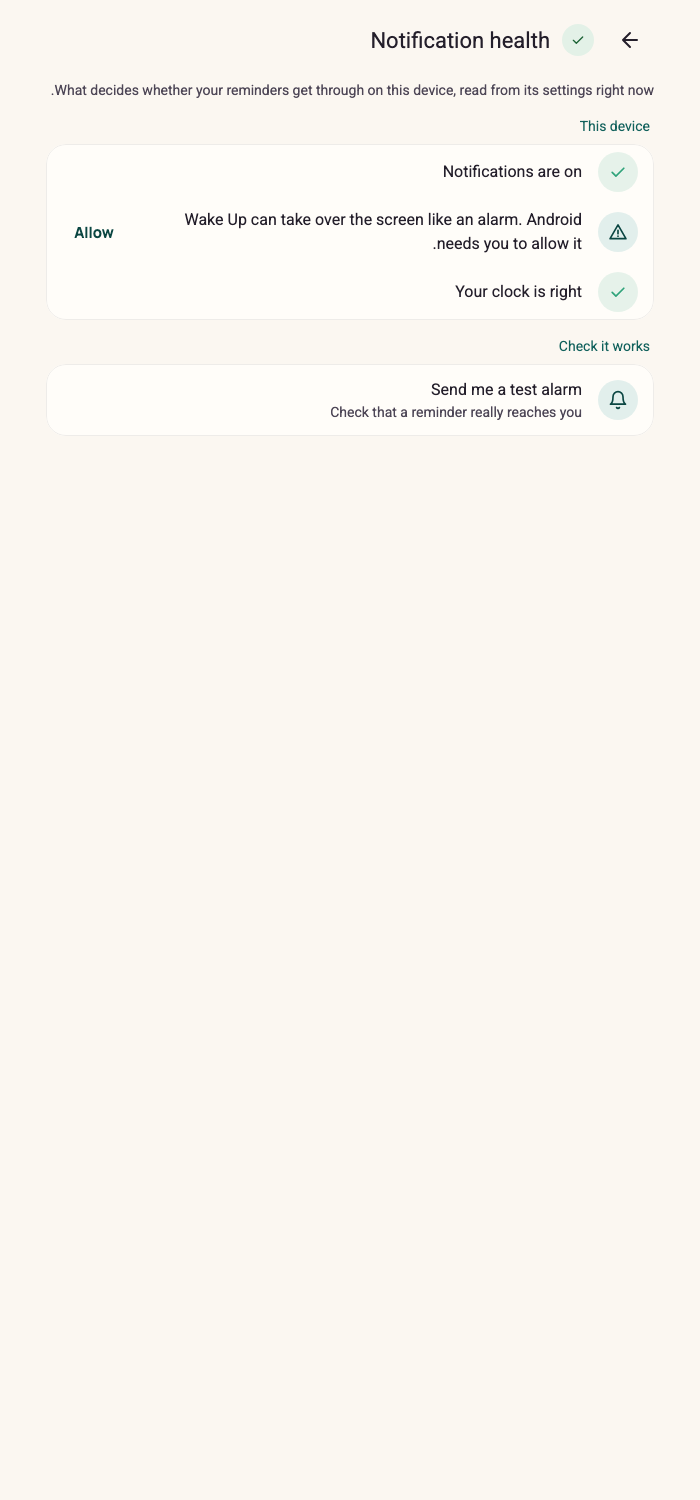 Notification health
.What decides whether your reminders get through on this device, read from its settings right now
This device
Notifications are on
Wake Up can take over the screen like an alarm. Android
.needs you to allow it
Allow
Your clock is right
Check it works
Send me a test alarm
Check that a reminder really reaches you